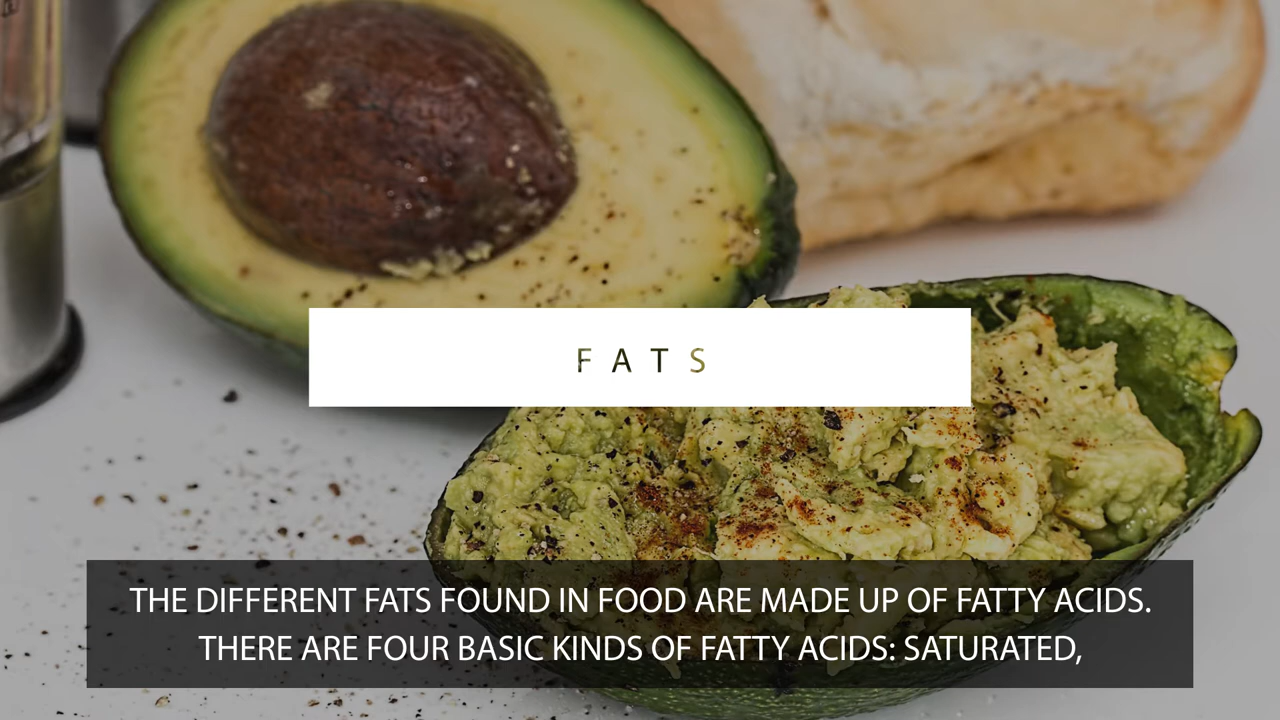 FATS
THE DIFFERENT FATS FOUND IN FOOD ARE MADE UP OF FATTY ACIDS.
THERE ARE FOUR BASIC KINDS OF FATTY ACIDS: SATURATED,